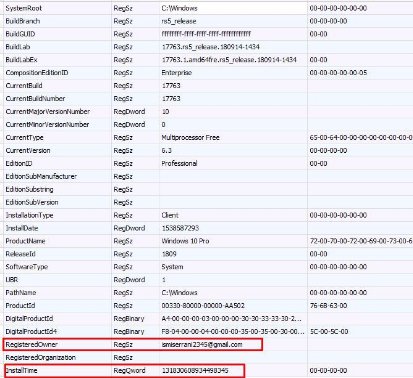 SystemRoot RegSz C:\Windows 00-00-00-00-00-00
BuildBranch RegSz rs5_release 00-00-00-00
BuildGUID RegSz ffffffff-ffff-ffff-ffff-ffffffffffff 00-00
BuildLab RegSz 17763.rs5_release.180914-1434
BuildLabEx RegSz 17763.1.amd64fre.rs5_release.180914-1434 00-00
CompositionEditionID RegSz Enterprise 00-00-00-00-00-05
CurrentBuild RegSz 17763
CurrentBuildNumber RegSz 17763
CurrentMajorVersionNumber RegDword 10
CurrentMinorVersionNumber RegDword 0
CurrentType RegSz Multiprocessor Free 65-00-64-00-00-00-00-00-00-0
CurrentVersion RegSz 6.3 00-00-00-00
EditionID RegSz Professional 00-00
EditionSubManufacturer RegSz
EditionSubstring RegSz
EditionSubVersion RegSz
InstallationType RegSz Client 00-00-00-00-00-00
InstallDate RegDword 1538587293
ProductName RegSz Windows 10 Pro 72-00-70-00-72-00-69-00-73-00-6
ReleaseId RegSz 1809 00-00
SoftwareType RegSz System 00-00-00-00-00-00
UBR RegDword 1
PathName RegSz C:\Windows 00-00-00-00-00-00
ProductId RegSz 00330-80000-00000-AA502 76-6B-63-00
DigitalProductId RegBinary A4-00-00-00-03-00-00-00-30-30-33-33-30-2...
DigitalProductId4 RegBinary F8-04-00-00-04-00-00-00-35-00-35-00-30-00-... 5C-00-5C-00
RegisteredOwner RegSz ismiserrani2345@gmail.com
RegisteredOrganization RegSz
InstallTime RegQword 131830608934498345 00-00-00-00